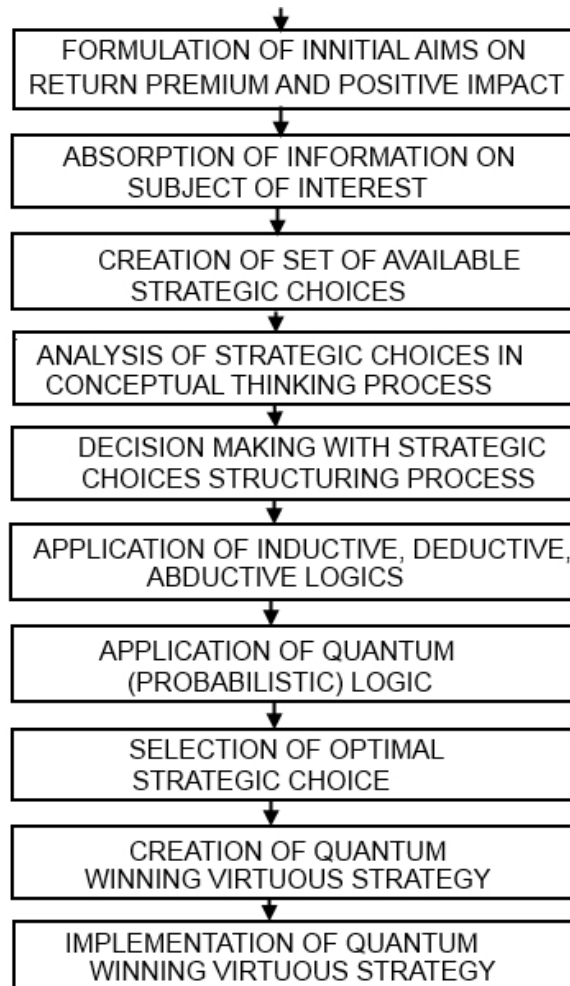 FORMULATION OF INNITIAL AIMS ON
RETURN PREMIUM AND POSITIVE IMPACT
ABSORPTION OF INFORMATION ON
SUBJECT OF INTEREST
CREATION OF SET OF AVAILABLE
STRATEGIC CHOICES
ANALYSIS OF STRATEGIC CHOICES IN
CONCEPTUAL THINKING PROCESS
DECISION MAKING WITH STRATEGIC
CHOICES STRUCTURING PROCESS
APPLICATION OF INDUCTIVE, DEDUCTIVE,
ABDUCTIVE LOGICS
APPLICATION OF QUANTUM
(PROBABILISTIC) LOGIC
SELECTION OF OPTIMAL
STRATEGIC CHOICE
CREATION OF QUANTUM
WINNING VIRTUOUS STRATEGY
IMPLEMENTATION OF QUANTUM
WINNING VIRTUOUS STRATEGY